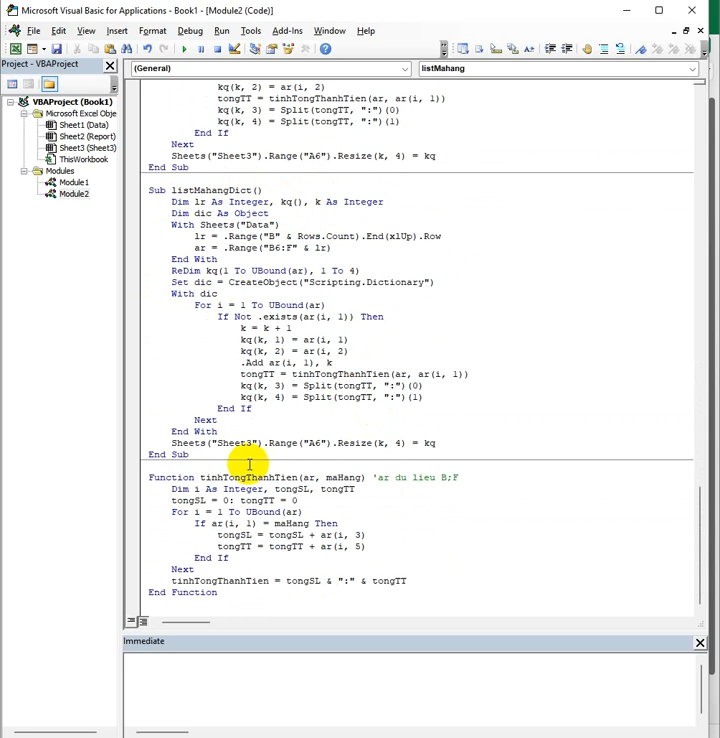 Microsoft Visual Basic for Applications - Book1 - [Module2 (Code)]
File Edit View Insert Format Debug Run Tools Add-Ins Window Help
Project - VBAProject
VBAProject (Book1)
Microsoft Excel Obje
Sheet1 (Data)
Sheet2 (Report)
Sheet3 (Sheet3)
ThisWorkbook
Modules
Module1
Module2
(General)
listMahang
kq(k, 2) = ar(i, 2)
tongTT = tinhTongThanhTien(ar, ar(i, 1))
kq(k, 3) = Split(tongTT, ":")(0)
kq(k, 4) = Split(tongTT, ":")(1)
End If
Next
Sheets("Sheet3").Range("A6").Resize(k, 4) = kq
End Sub
Sub listMahangDict()
Dim lr As Integer, kq(), k As Integer
Dim dic As Object
With Sheets("Data")
lr = .Range("B" & Rows.Count).End(xlUp).Row
ar = .Range("B6:F" & lr)
End With
ReDim kq(1 To UBound(ar), 1 To 4)
Set dic = CreateObject("Scripting.Dictionary")
With dic
For i = 1 To UBound(ar)
If Not .exists(ar(i, 1)) Then
k = k + 1
kq(k, 1) = ar(i, 1)
kq(k, 2) = ar(i, 2)
.Add ar(i, 1), k
tongTT = tinhTongThanhTien(ar, ar(i, 1))
kq(k, 3) = Split(tongTT, ":")(0)
kq(k, 4) = Split(tongTT, ":")(1)
End If
Next
End With
Sheets("Sheet3").Range("A6").Resize(k, 4) = kq
End Sub
Function tinhTongThanhTien(ar, maHang) 'ar du lieu B;F
Dim i As Integer, tongSL, tongTT
tongSL = 0: tongTT = 0
For i = 1 To UBound(ar)
If ar(i, 1) = maHang Then
tongSL = tongSL + ar(i, 3)
tongTT = tongTT + ar(i, 5)
End If
Next
tinhTongThanhTien = tongSL & ":" & tongTT
End Function
Immediate